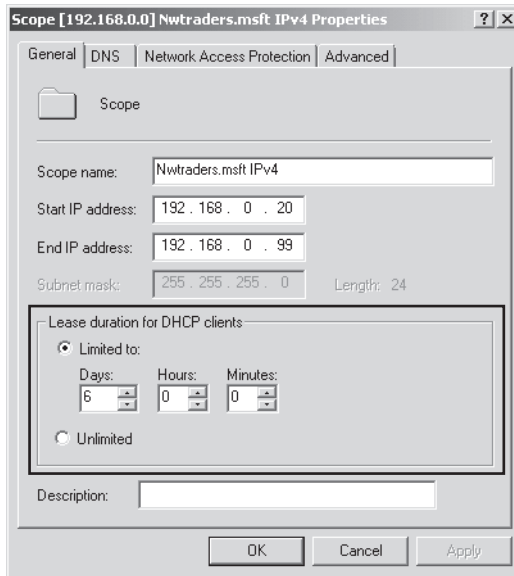 Scope [192.168.0.0] Nwtraders.msft IPv4 Properties
General DNS Network Access Protection Advanced
Scope
Scope name: Nwtraders.msft IPv4
Start IP address: 192 . 168 . 0 . 20
End IP address: 192 . 168 . 0 . 99
Subnet mask: 255 . 255 . 255 . 0 Length: 24
Lease duration for DHCP clients
Limited to:
Days: Hours: Minutes:
6 0 0
Unlimited
Description:
OK Cancel Apply